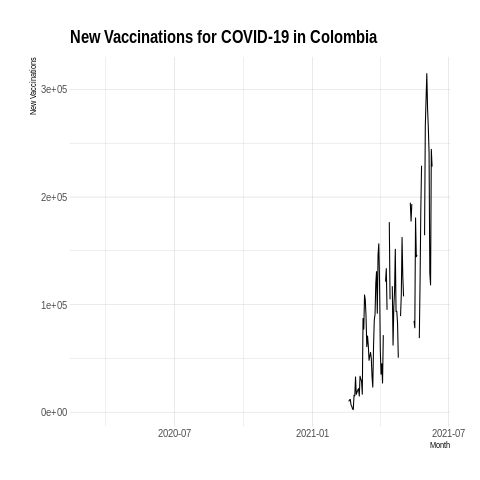 New Vaccinations for COVID-19 in Colombia
New Vaccinations
3e+05
2e+05
1e+05
0e+00
2020-07
2021-01
2021-07
Month